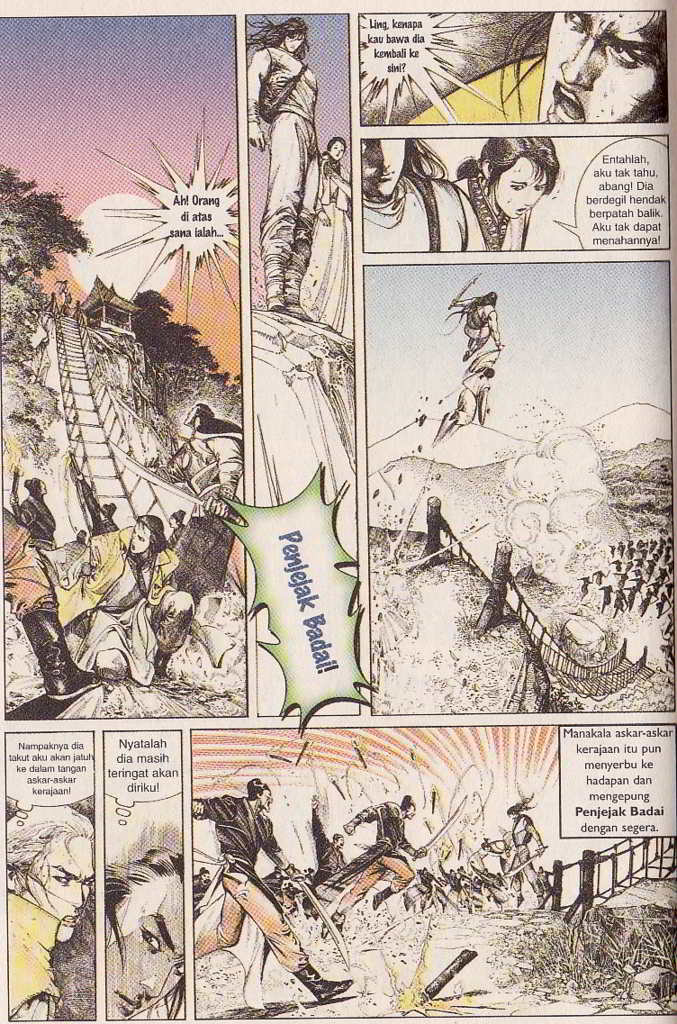 Ah! Orang
di atas
sana ialah...
Penjejak Badai!
Ling, kenapa
kau bawa dia
kembali ke
sini?
Entahlah,
aku tak tahu,
abang! Dia
berdegil hendak
berpatah balik.
Aku tak dapat
menahannya!
Nampaknya dia
takut aku akan jatuh
ke dalam tangan
askar-askar
kerajaan!
Nyatalah
dia masih
teringat akan
diriku!
Manakala askar-askar
kerajaan itu pun
menyerbu ke
hadapan dan
mengepung
Penjejak Badai
dengan segera.